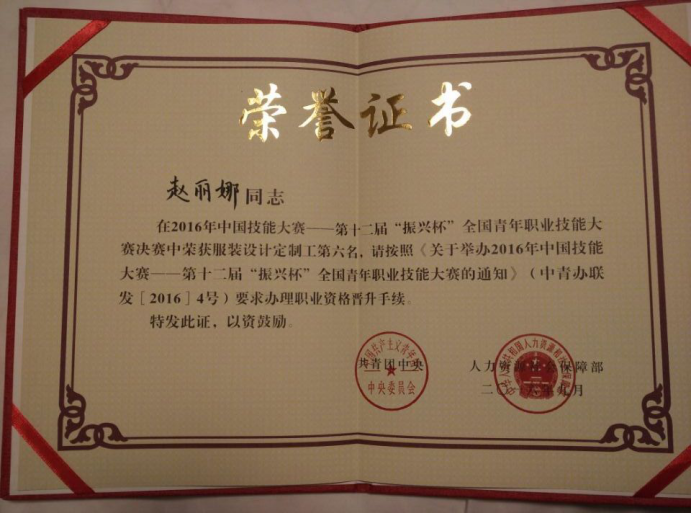 荣誉证书
赵丽娜同志
在2016年中国技能大赛——第十二届“振兴杯”全国青年职业技能大
赛决赛中荣获服装设计定制工第六名，请按照《关于举办2016年中国技能
大赛——第十二届“振兴杯”全国青年职业技能大赛的通知》（中青办联
发［2016］4号）要求办理职业资格晋升手续。
特发此证，以资鼓励。
共青团中央
中央委员会
人力资源社会保障部
二〇一六年九月